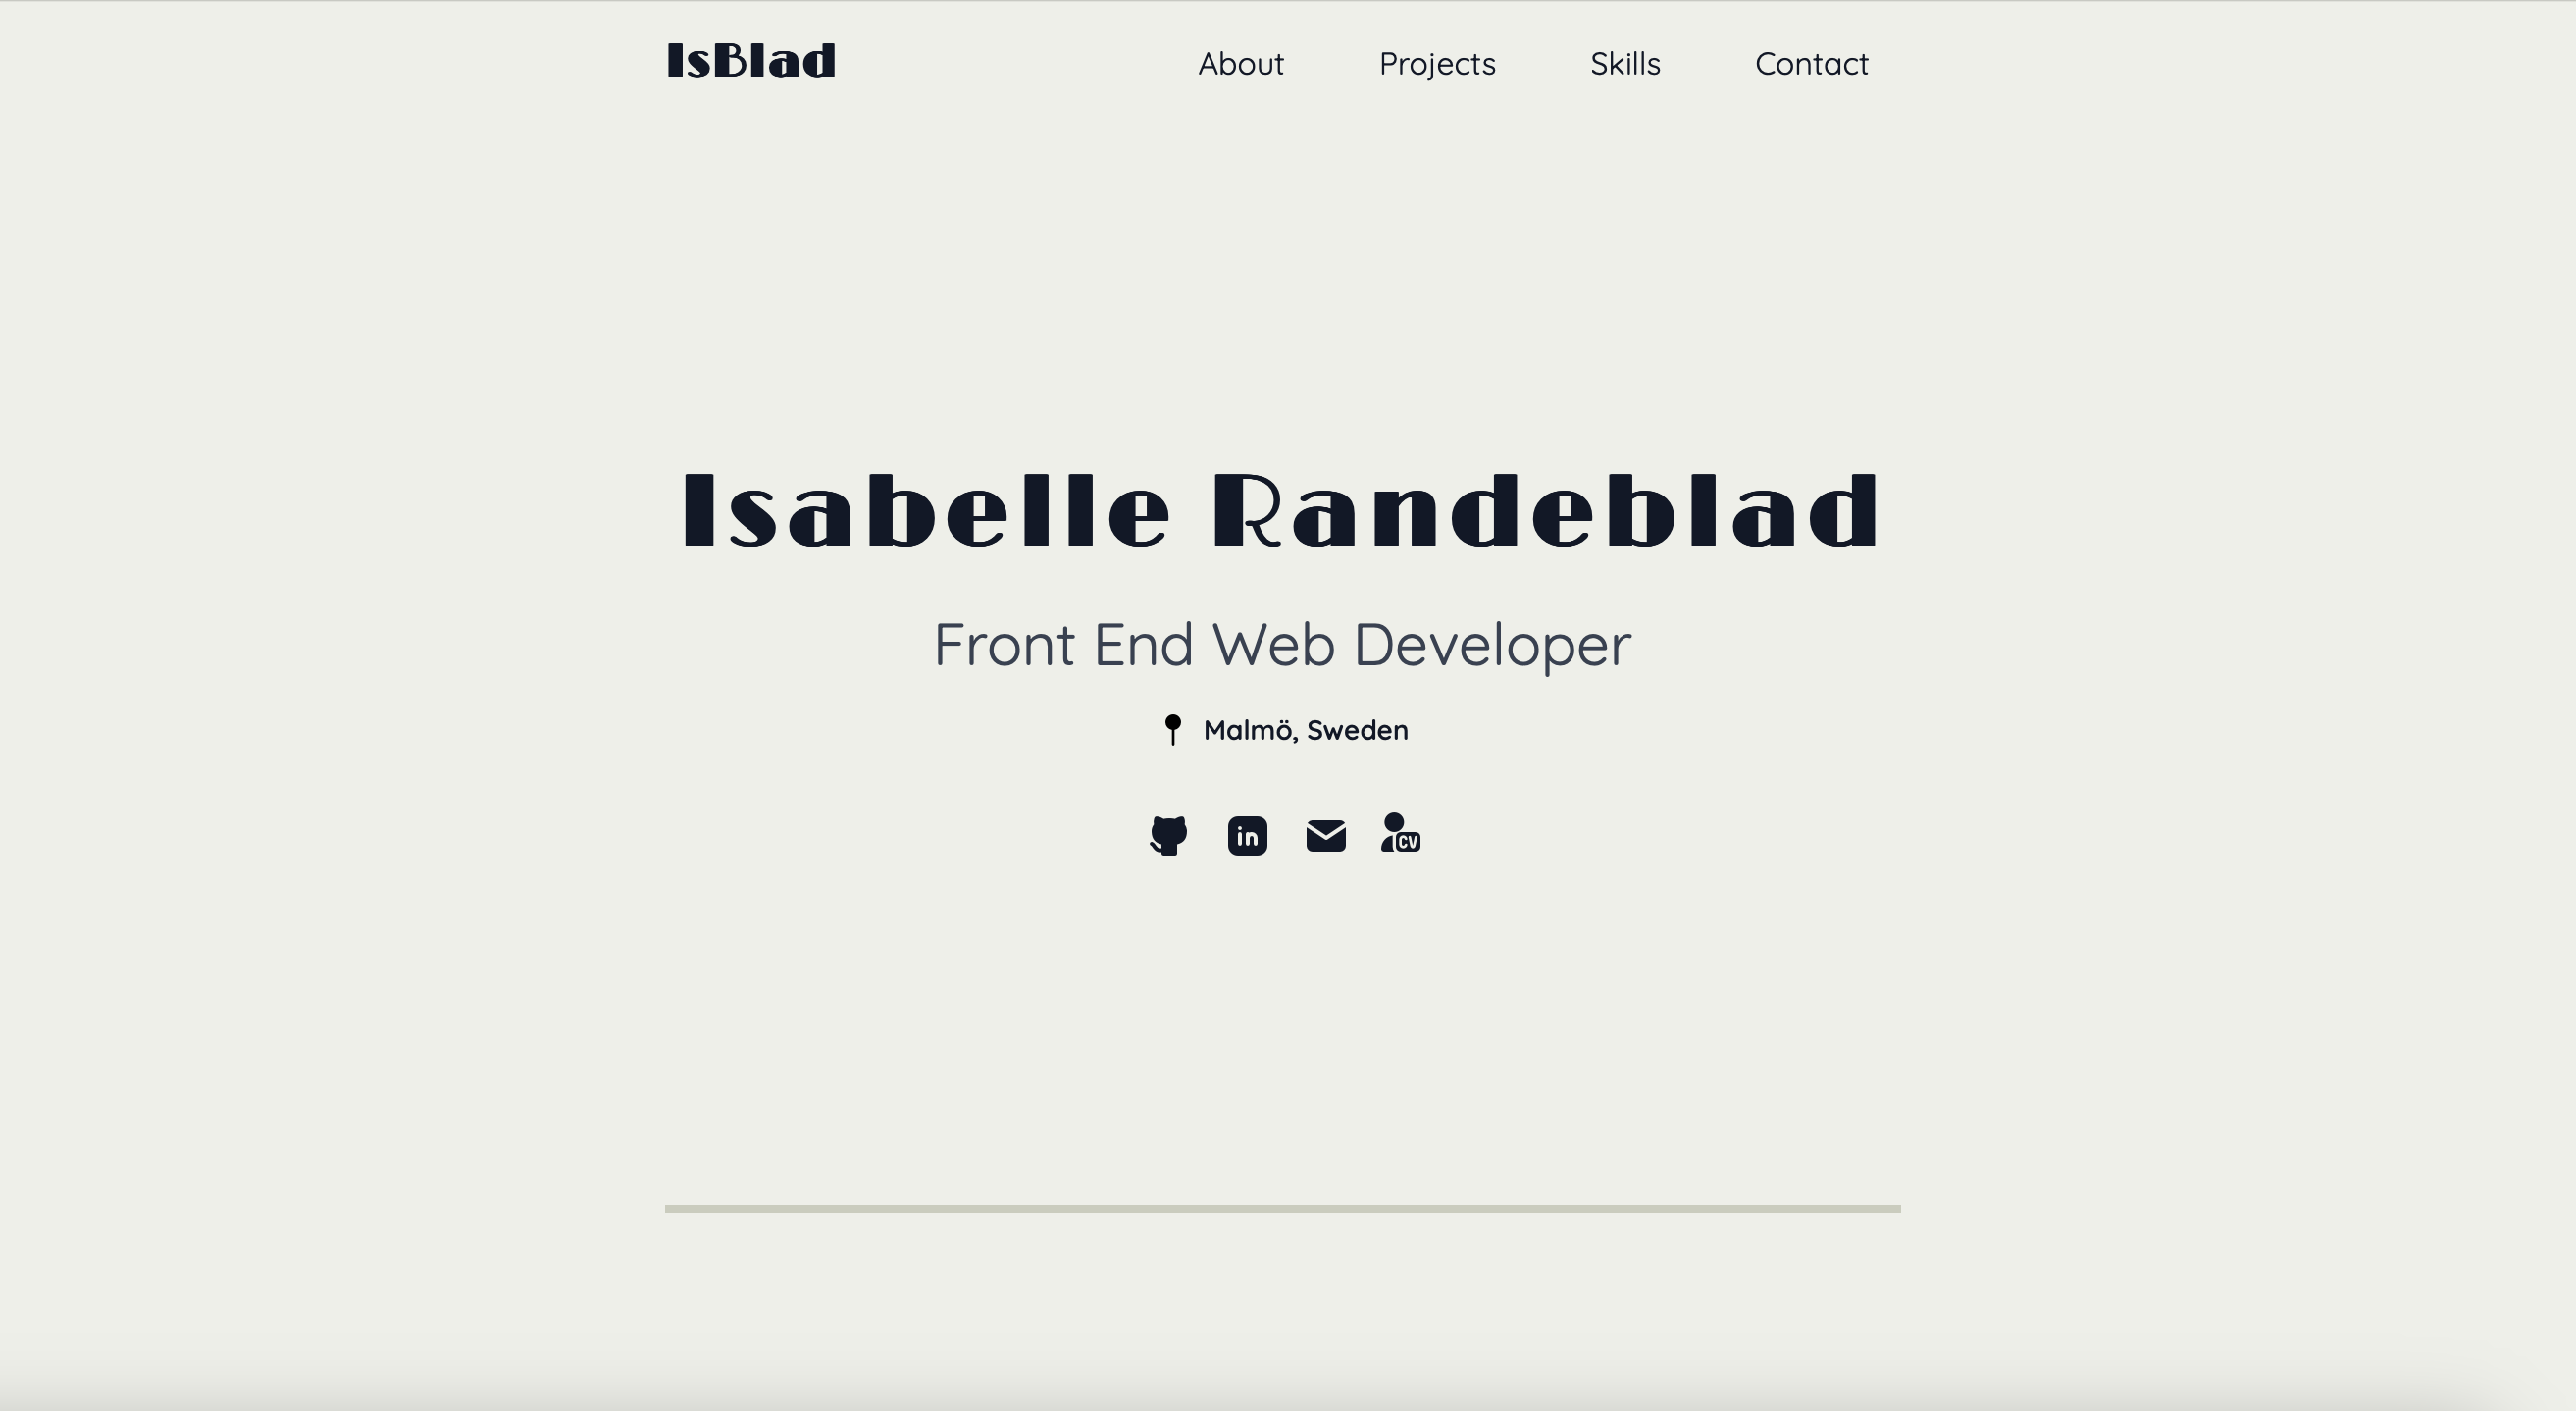 IsBlad
About Projects Skills Contact
Isabelle Randeblad
Front End Web Developer
Malmö, Sweden
in CV